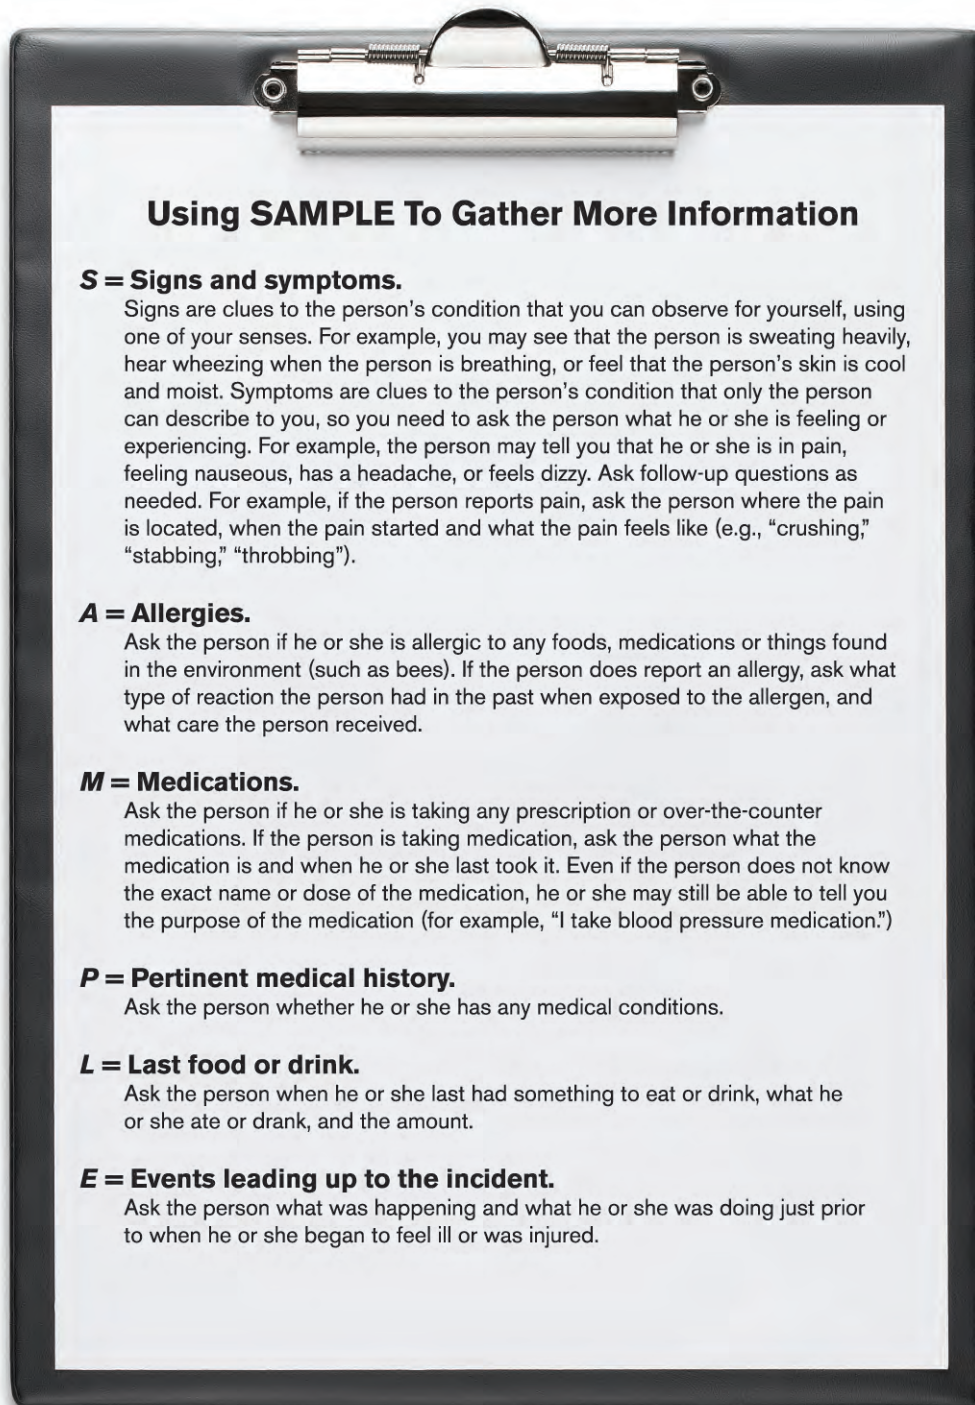 Using SAMPLE To Gather More Information
S = Signs and symptoms.
Signs are clues to the person’s condition that you can observe for yourself, using
one of your senses. For example, you may see that the person is sweating heavily,
hear wheezing when the person is breathing, or feel that the person’s skin is cool
and moist. Symptoms are clues to the person’s condition that only the person
can describe to you, so you need to ask the person what he or she is feeling or
experiencing. For example, the person may tell you that he or she is in pain,
feeling nauseous, has a headache, or feels dizzy. Ask follow-up questions as
needed. For example, if the person reports pain, ask the person where the pain
is located, when the pain started and what the pain feels like (e.g., “crushing,”
“stabbing,” “throbbing”).
A = Allergies.
Ask the person if he or she is allergic to any foods, medications or things found
in the environment (such as bees). If the person does report an allergy, ask what
type of reaction the person had in the past when exposed to the allergen, and
what care the person received.
M = Medications.
Ask the person if he or she is taking any prescription or over-the-counter
medications. If the person is taking medication, ask the person what the
medication is and when he or she last took it. Even if the person does not know
the exact name or dose of the medication, he or she may still be able to tell you
the purpose of the medication (for example, “I take blood pressure medication.”)
P = Pertinent medical history.
Ask the person whether he or she has any medical conditions.
L = Last food or drink.
Ask the person when he or she last had something to eat or drink, what he
or she ate or drank, and the amount.
E = Events leading up to the incident.
Ask the person what was happening and what he or she was doing just prior
to when he or she began to feel ill or was injured.